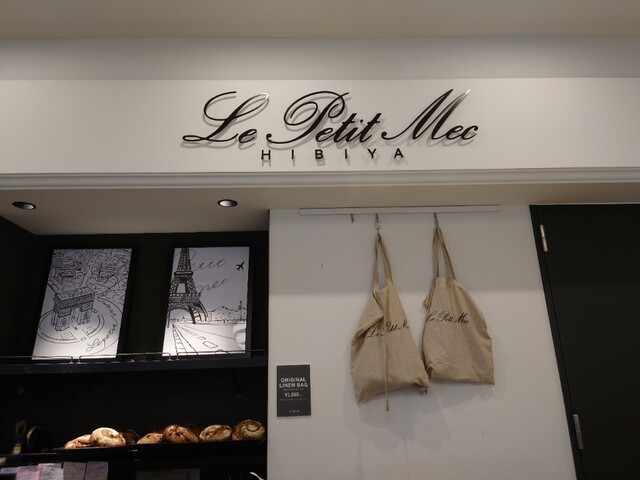 Le Petit Mec
HIBIYA
Le Petit Mec
Le Petit Mec
ORIGINAL
LINEN BAG